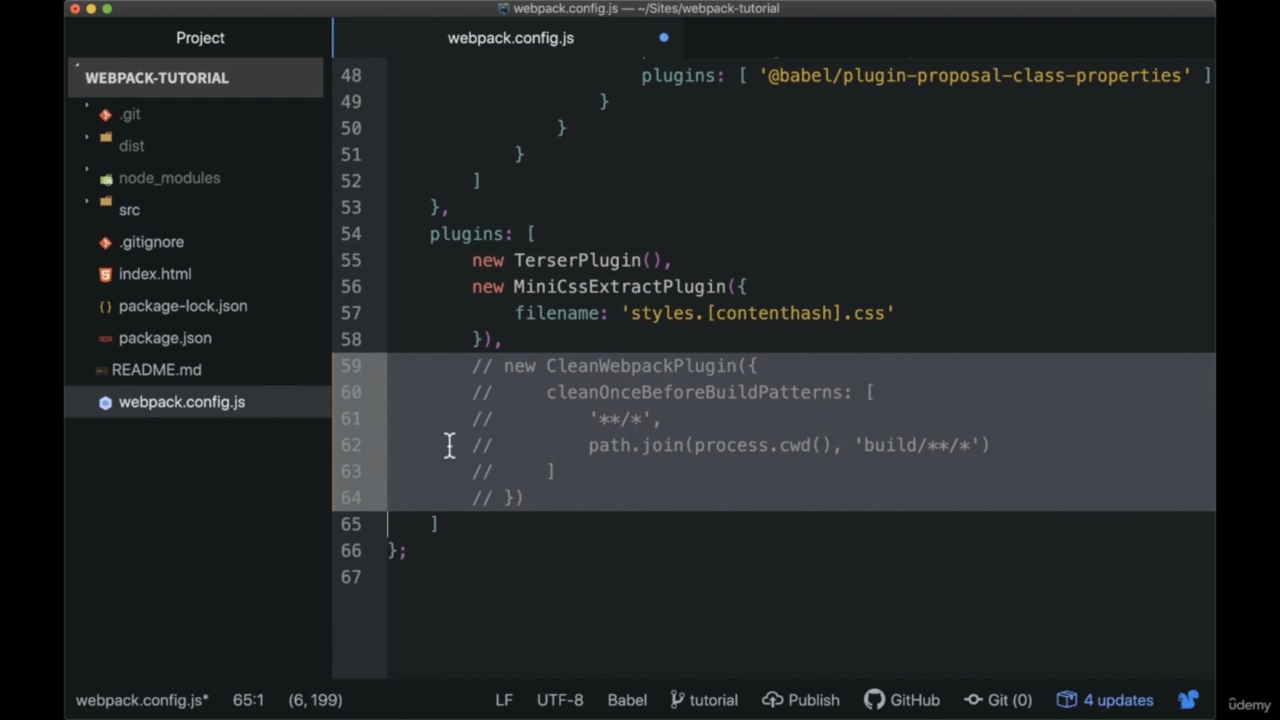 webpack.config.js — ~/Sites/webpack-tutorial
Project
webpack.config.js
WEBPACK-TUTORIAL
.git
dist
node_modules
src
.gitignore
index.html
package-lock.json
package.json
README.md
webpack.config.js
48 plugins: [ '@babel/plugin-proposal-class-properties' ]
49 }
50 }
51 }
52 ]
53 },
54 plugins: [
55 new TerserPlugin(),
56 new MiniCssExtractPlugin({
57 filename: 'styles.[contenthash].css'
58 }),
59 // new CleanWebpackPlugin({
60 // cleanOnceBeforeBuildPatterns: [
61 // '**/*',
62 // path.join(process.cwd(), 'build/**/*')
63 // ]
64 // })
65 ]
66 };
67
webpack.config.js* 65:1 (6,199) LF UTF-8 Babel tutorial Publish GitHub Git (0) 4 updates
ûdemy